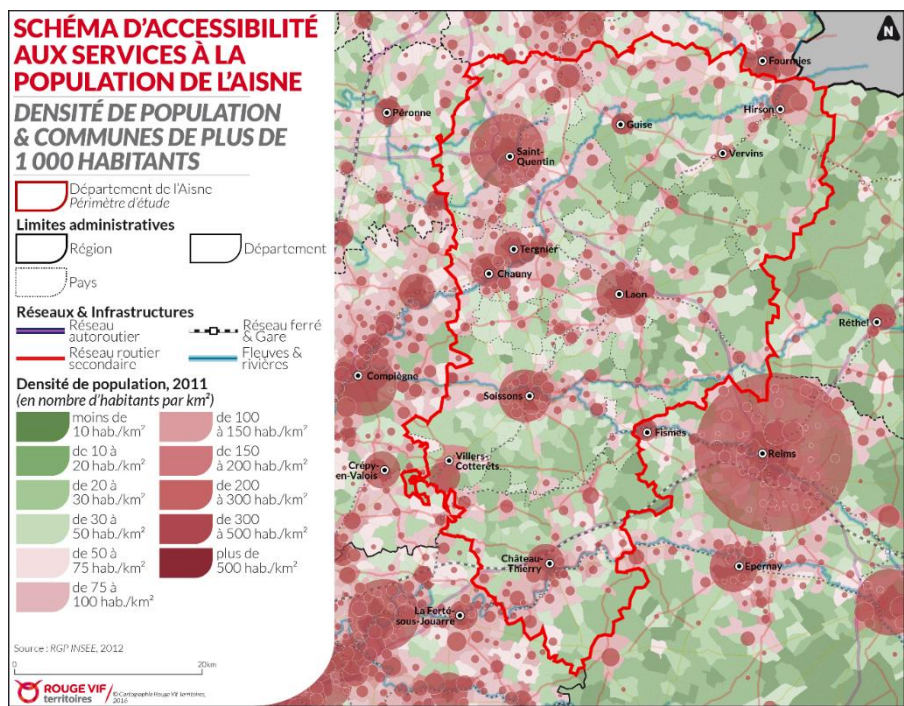 SCHÉMA D'ACCESSIBILITÉ
AUX SERVICES À LA
POPULATION DE L'AISNE
DENSITÉ DE POPULATION
& COMMUNES DE PLUS DE
1 000 HABITANTS
Département de l'Aisne
Périmètre d'étude
Limites administratives
Région
Département
Pays
Réseaux & Infrastructures
Réseau
autoroutier
Réseau ferré
& Gare
Réseau routier
secondaire
Fleuves &
rivières
Densité de population, 2011
(en nombre d'habitants par km²)
moins de
10 hab./km²
de 10 à
20 hab./km²
de 20 à
30 hab./km²
de 30 à
50 hab./km²
de 50 à
75 hab./km²
de 75 à
100 hab./km²
de 100
à 150 hab./km²
de 150
à 200 hab./km²
de 200
à 300 hab./km²
de 300
à 500 hab./km²
plus de
500 hab./km²
Source : RGP INSEE, 2012
0
20km
ROUGE VIF
territoires
© Cartographie Rouge Vif territoires,
2016
N
Fourmies
Hirson
Péronne
Guise
Saint-
Quentin
Vervins
Tergnier
Chauny
Laon
Réthel
Compiègne
Soissons
Fismes
Reims
Villers-
Cotterêts
Crépy-
en-Valois
Château-
Thierry
Epernay
La Ferté-
sous-Jouarre